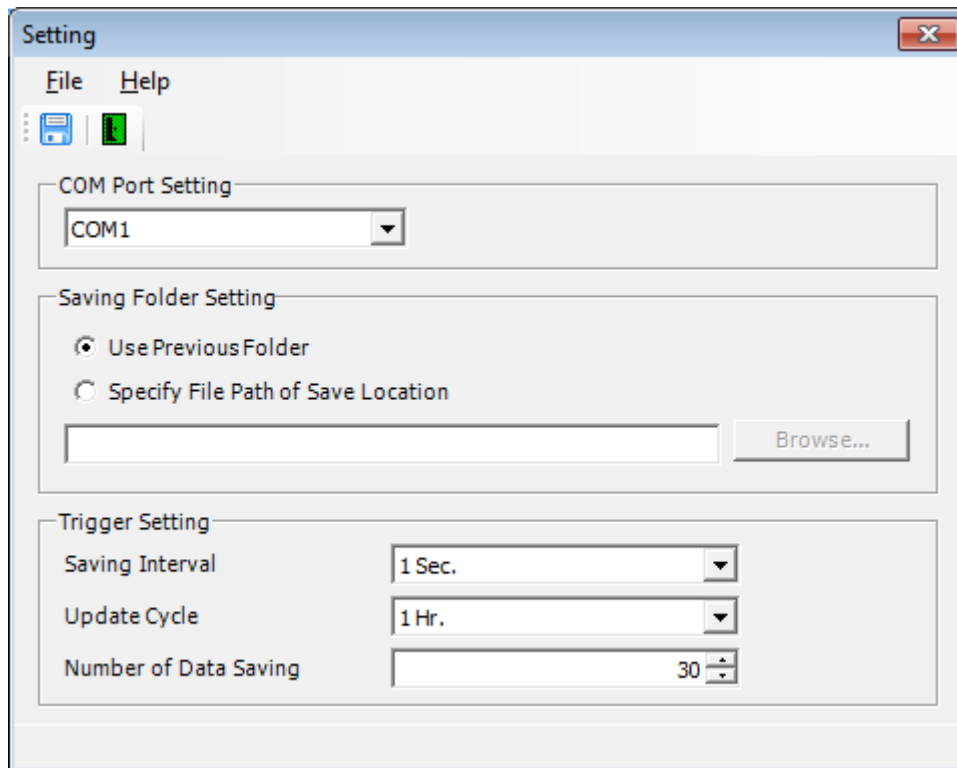 Setting
File Help
COM Port Setting
COM1
Saving Folder Setting
Use Previous Folder
Specify File Path of Save Location
Browse...
Trigger Setting
Saving Interval 1 Sec.
Update Cycle 1 Hr.
Number of Data Saving 30